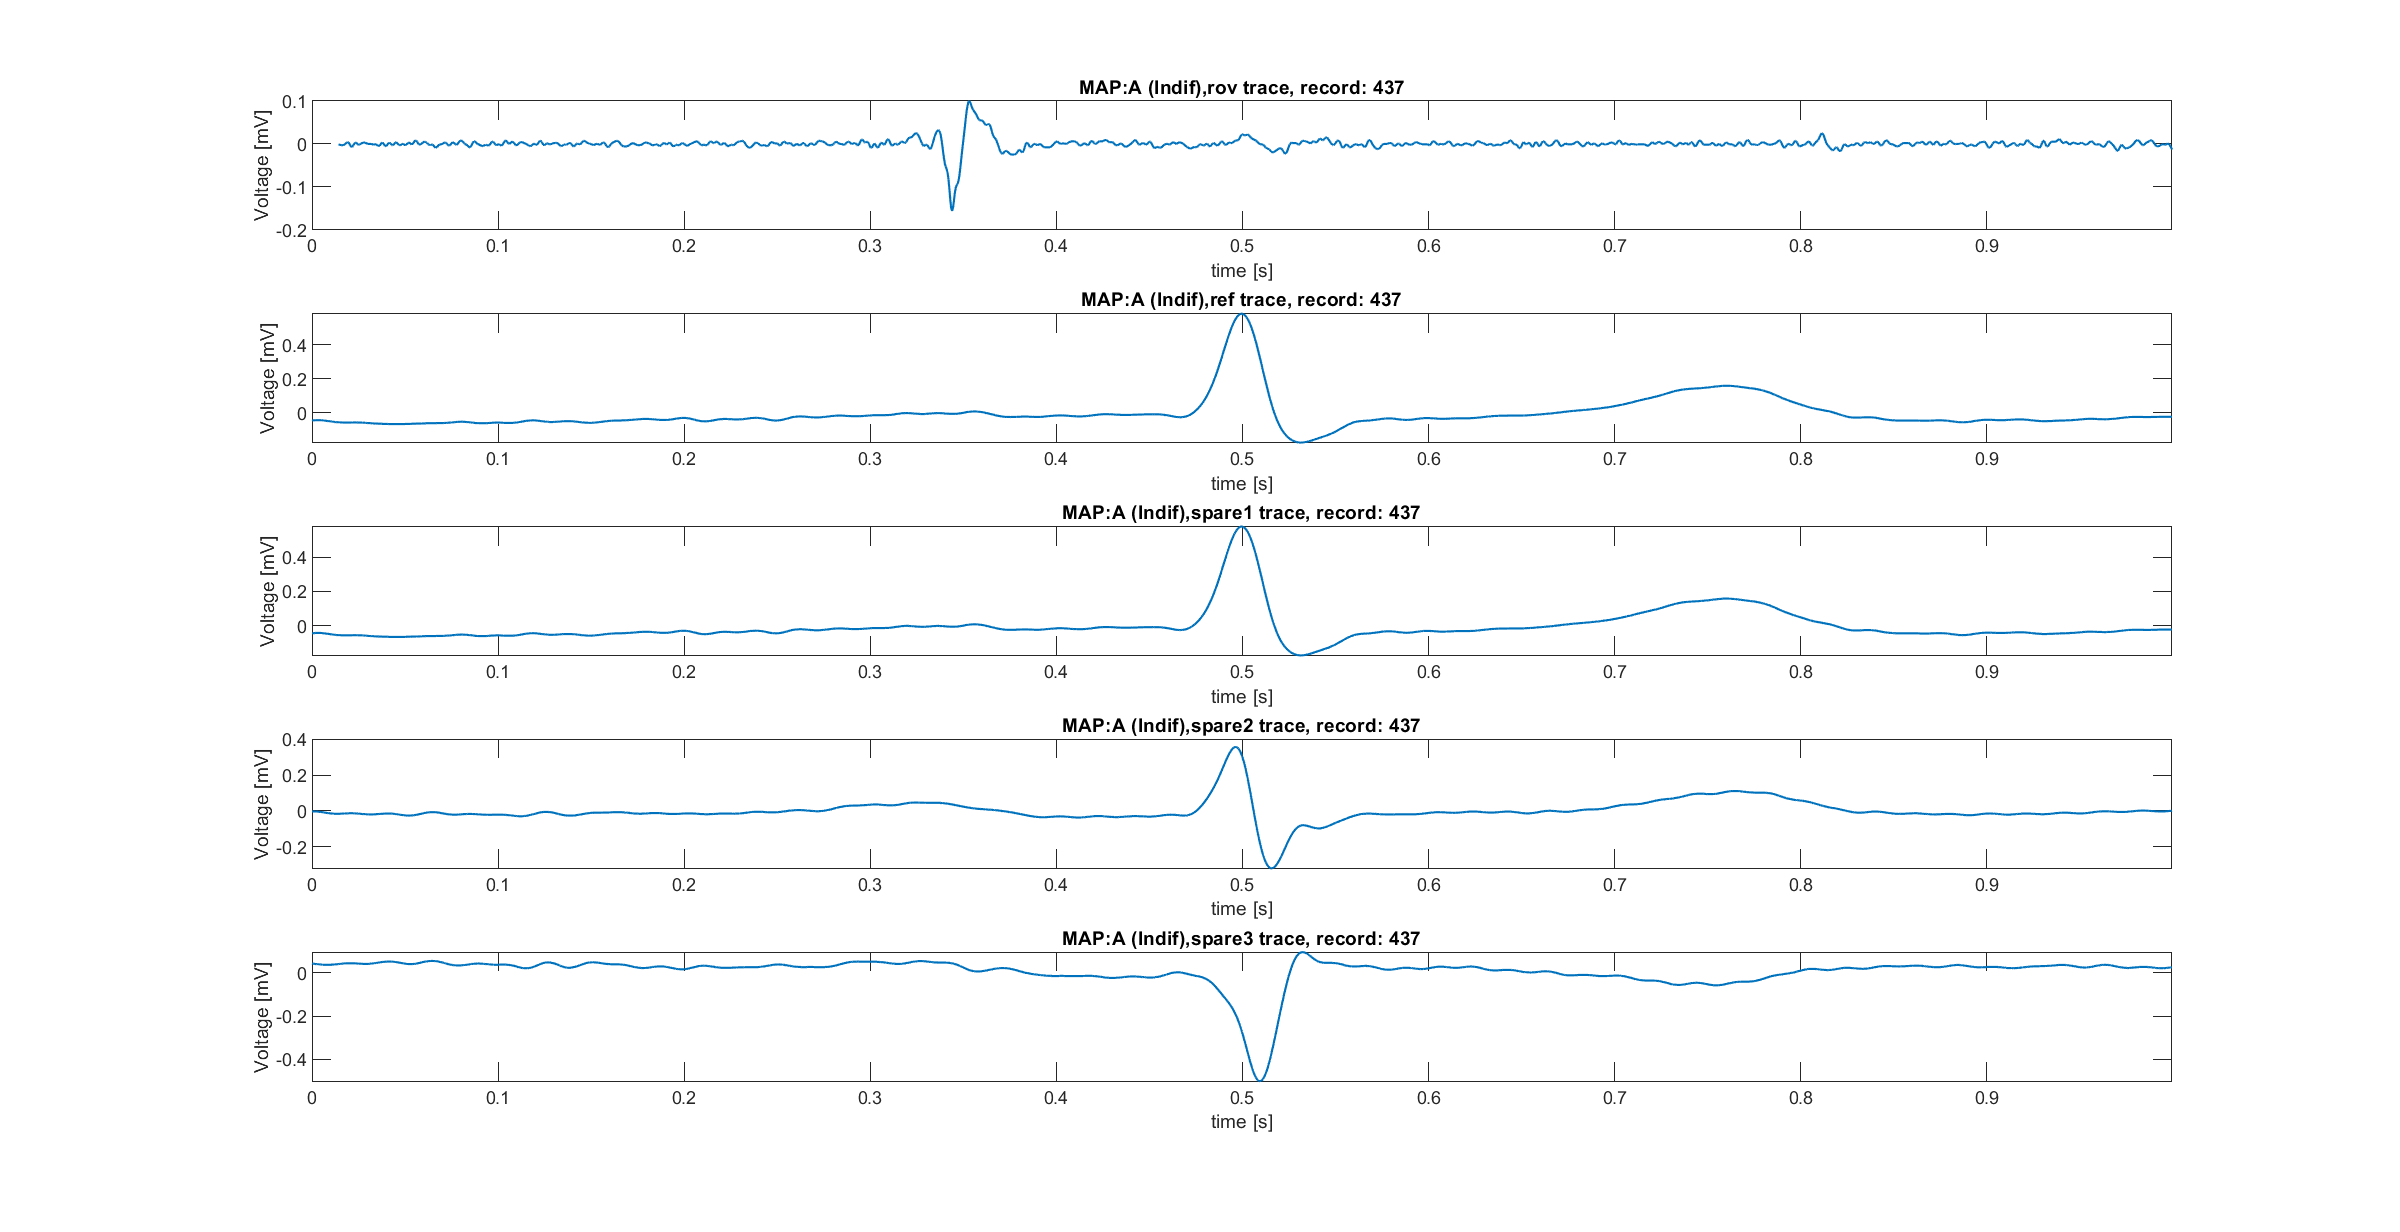 MAP:A (Indif),rov trace, record: 437
Voltage [mV]
0.1
0
-0.1
-0.2
0 0.1 0.2 0.3 0.4 0.5 0.6 0.7 0.8 0.9
time [s]
MAP:A (Indif),ref trace, record: 437
Voltage [mV]
0.4
0.2
0
0 0.1 0.2 0.3 0.4 0.5 0.6 0.7 0.8 0.9
time [s]
MAP:A (Indif),spare1 trace, record: 437
Voltage [mV]
0.4
0.2
0
0 0.1 0.2 0.3 0.4 0.5 0.6 0.7 0.8 0.9
time [s]
MAP:A (Indif),spare2 trace, record: 437
Voltage [mV]
0.4
0.2
0
-0.2
0 0.1 0.2 0.3 0.4 0.5 0.6 0.7 0.8 0.9
time [s]
MAP:A (Indif),spare3 trace, record: 437
Voltage [mV]
0
-0.2
-0.4
0 0.1 0.2 0.3 0.4 0.5 0.6 0.7 0.8 0.9
time [s]